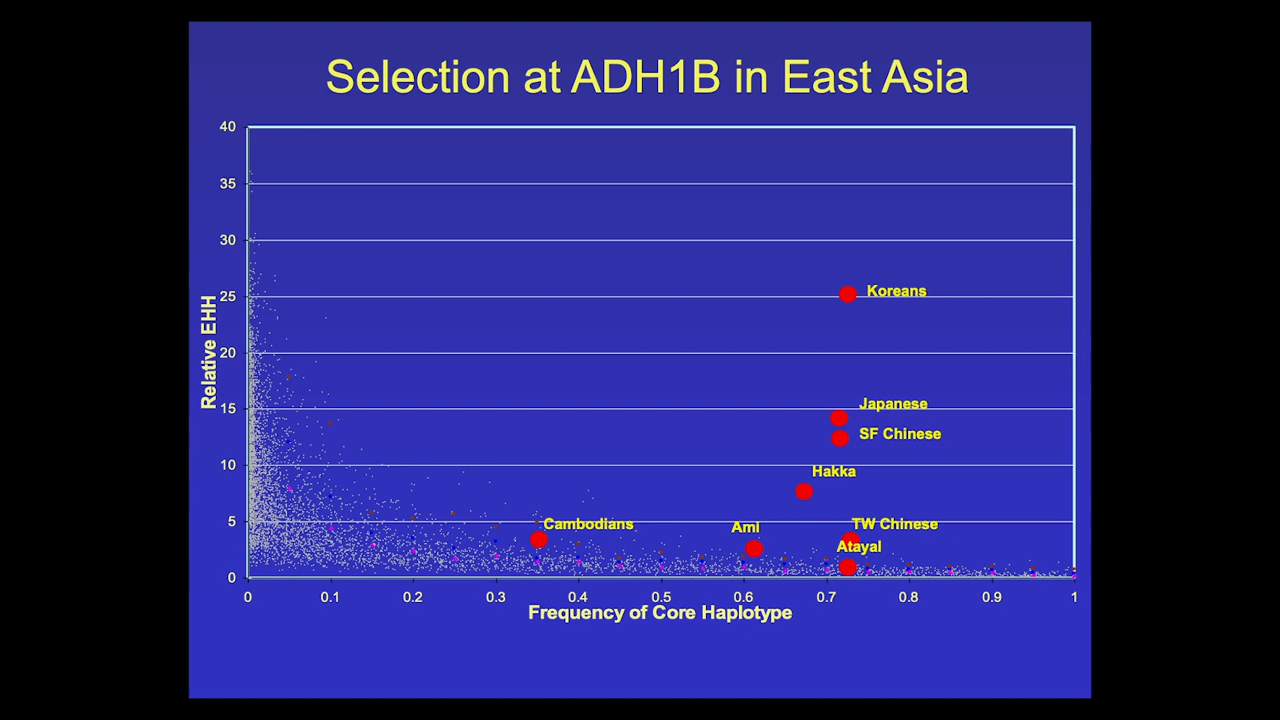 Selection at ADH1B in East Asia
40
35
30
25
20
15
10
5
0
Relative EHH
Koreans
Japanese
SF Chinese
Hakka
Cambodians
Ami
TW Chinese
Atayal
0 0.1 0.2 0.3 0.4 0.5 0.6 0.7 0.8 0.9 1
Frequency of Core Haplotype